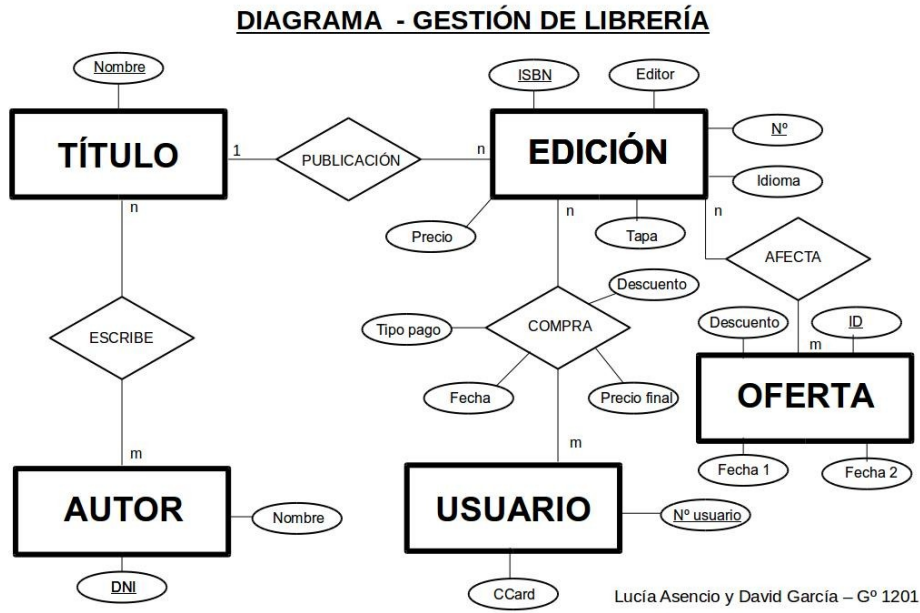 DIAGRAMA - GESTIÓN DE LIBRERÍA
Nombre
ISBN
Editor
TÍTULO
1
PUBLICACIÓN
n
EDICIÓN
Nº
Idioma
n
Precio
n
Tapa
n
AFECTA
Descuento
ESCRIBE
Tipo pago
COMPRA
Descuento
ID
m
Fecha
Precio final
OFERTA
m
m
Fecha 1
Fecha 2
AUTOR
Nombre
USUARIO
Nº usuario
DNI
CCard
Lucía Asencio y David García – Gº 1201